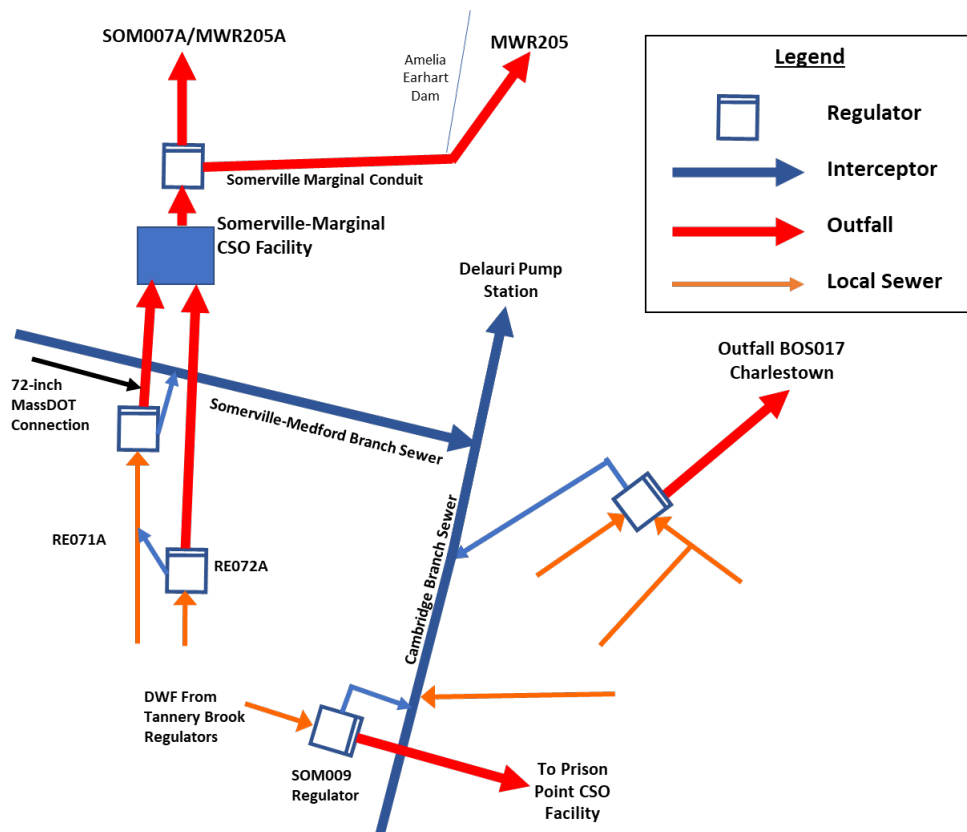 SOM007A/MWR205A
Amelia
Earhart
Dam
MWR205
Legend
Regulator
Interceptor
Outfall
Local Sewer
Somerville Marginal Conduit
Somerville-Marginal
CSO Facility
Delauri Pump
Station
72-inch
MassDOT
Connection
Somerville-Medford Branch Sewer
Outfall BOS017
Charlestown
RE071A
RE072A
Cambridge Branch Sewer
DWF From
Tannery Brook
Regulators
SOM009
Regulator
To Prison
Point CSO
Facility